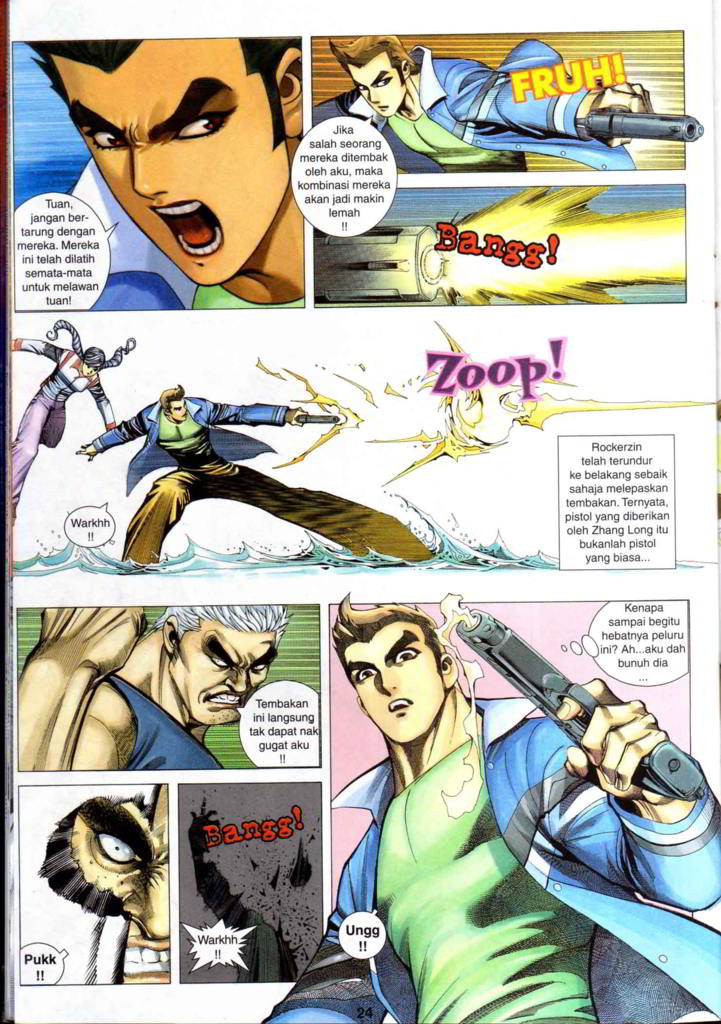 Tuan,
jangan ber-
tarung dengan
mereka. Mereka
ini telah dilatih
semata-mata
untuk melawan
tuan!
FRUH!
Jika
salah seorang
mereka ditembak
oleh aku, maka
kombinasi mereka
akan jadi makin
lemah
!!
Bangg!
Zoop!
Warkhh
!!
Rockerzin
telah terundur
ke belakang sebaik
sahaja melepaskan
tembakan. Ternyata,
pistol yang diberikan
oleh Zhang Long itu
bukanlah pistol
yang biasa...
Tembakan
ini langsung
tak dapat nak
gugat aku
!!
Kenapa
sampai begitu
hebatnya peluru
ini? Ah...aku dah
bunuh dia
...
Pukk
!!
Bangg!
Warkhh
!!
Ungg
!!
24